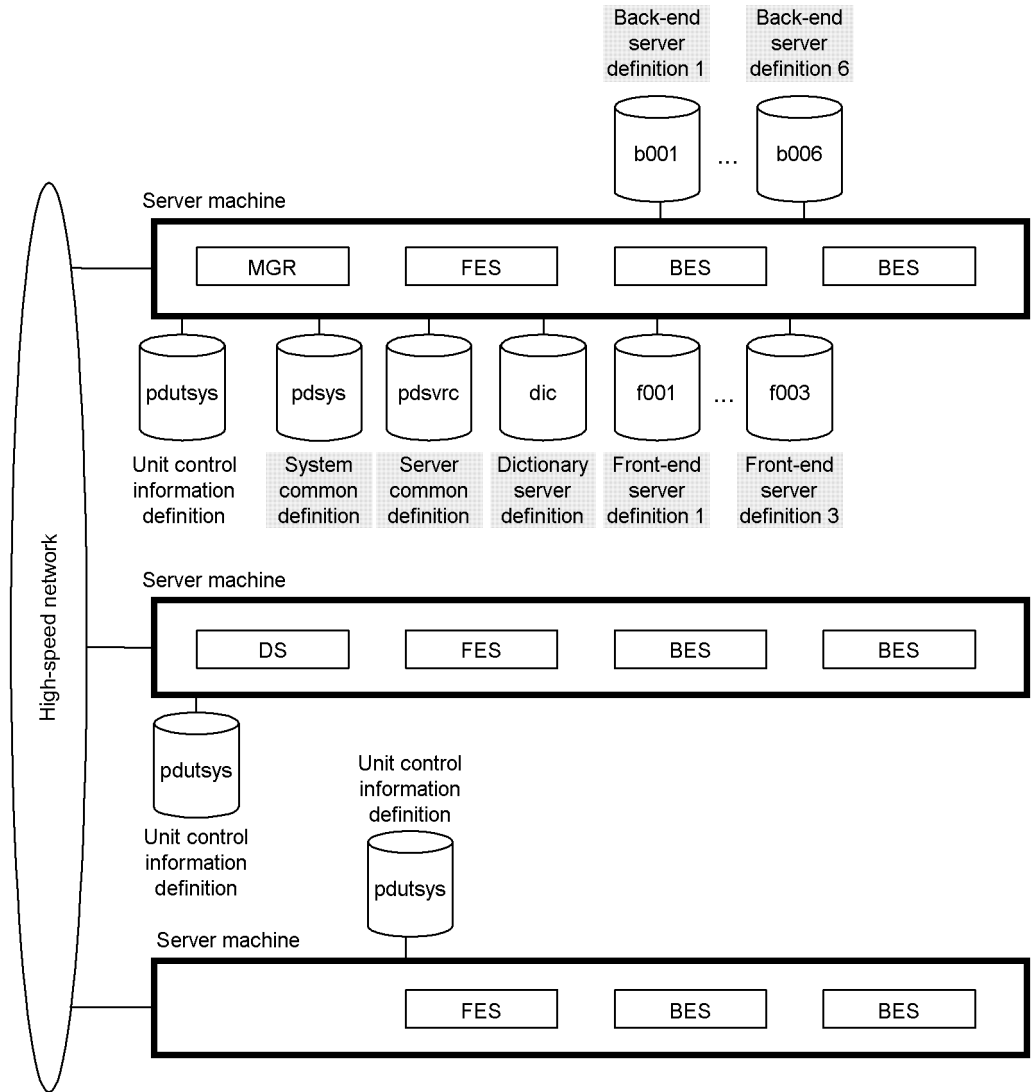 Back-end
server
definition 1
Back-end
server
definition 6
b001
...
b006
Server machine
MGR
FES
BES
BES
pdutsys
pdsys
pdsvrc
dic
f001
...
f003
Unit control
information
definition
System
common
definition
Server
common
definition
Dictionary
server
definition
Front-end
server
definition 1
Front-end
server
definition 3
High-speed network
Server machine
DS
FES
BES
BES
pdutsys
Unit control
information
definition
Unit control
information
definition
pdutsys
Server machine
FES
BES
BES